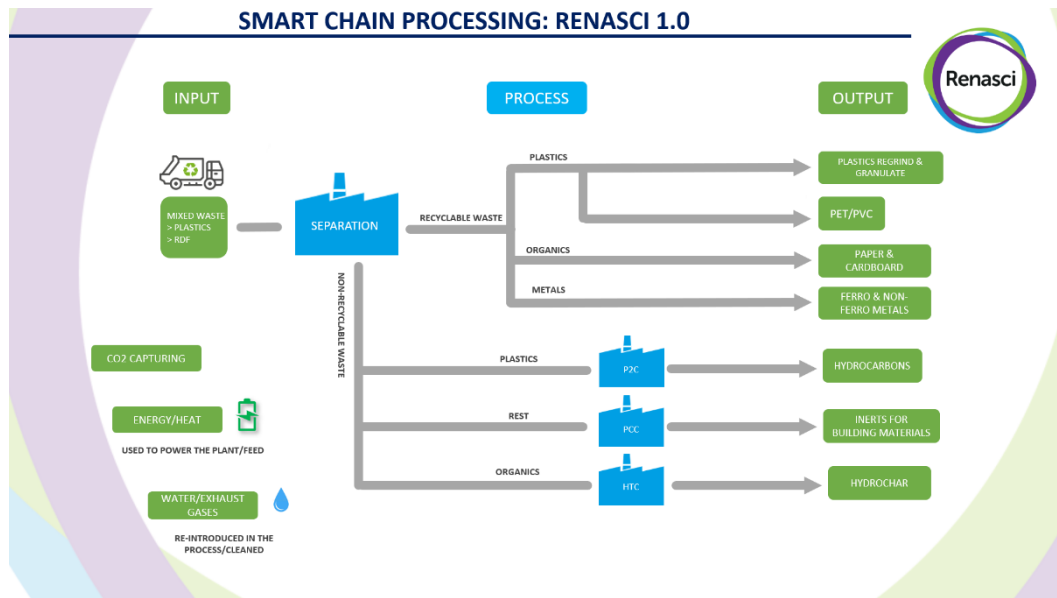 SMART CHAIN PROCESSING: RENASCI 1.0
Renasci
INPUT
PROCESS
OUTPUT
MIXED WASTE
> PLASTICS
> RDF
SEPARATION
RECYCLABLE WASTE
PLASTICS
PLASTICS REGRIND &
GRANULATE
PET/PVC
ORGANICS
PAPER &
CARDBOARD
METALS
FERRO & NON-
FERRO METALS
NON-RECYCLABLE WASTE
PLASTICS
P2C
HYDROCARBONS
REST
PCC
INERTS FOR
BUILDING MATERIALS
ORGANICS
HTC
HYDROCHAR
CO2 CAPTURING
ENERGY/HEAT
USED TO POWER THE PLANT/FEED
WATER/EXHAUST
GASES
RE-INTRODUCED IN THE
PROCESS/CLEANED